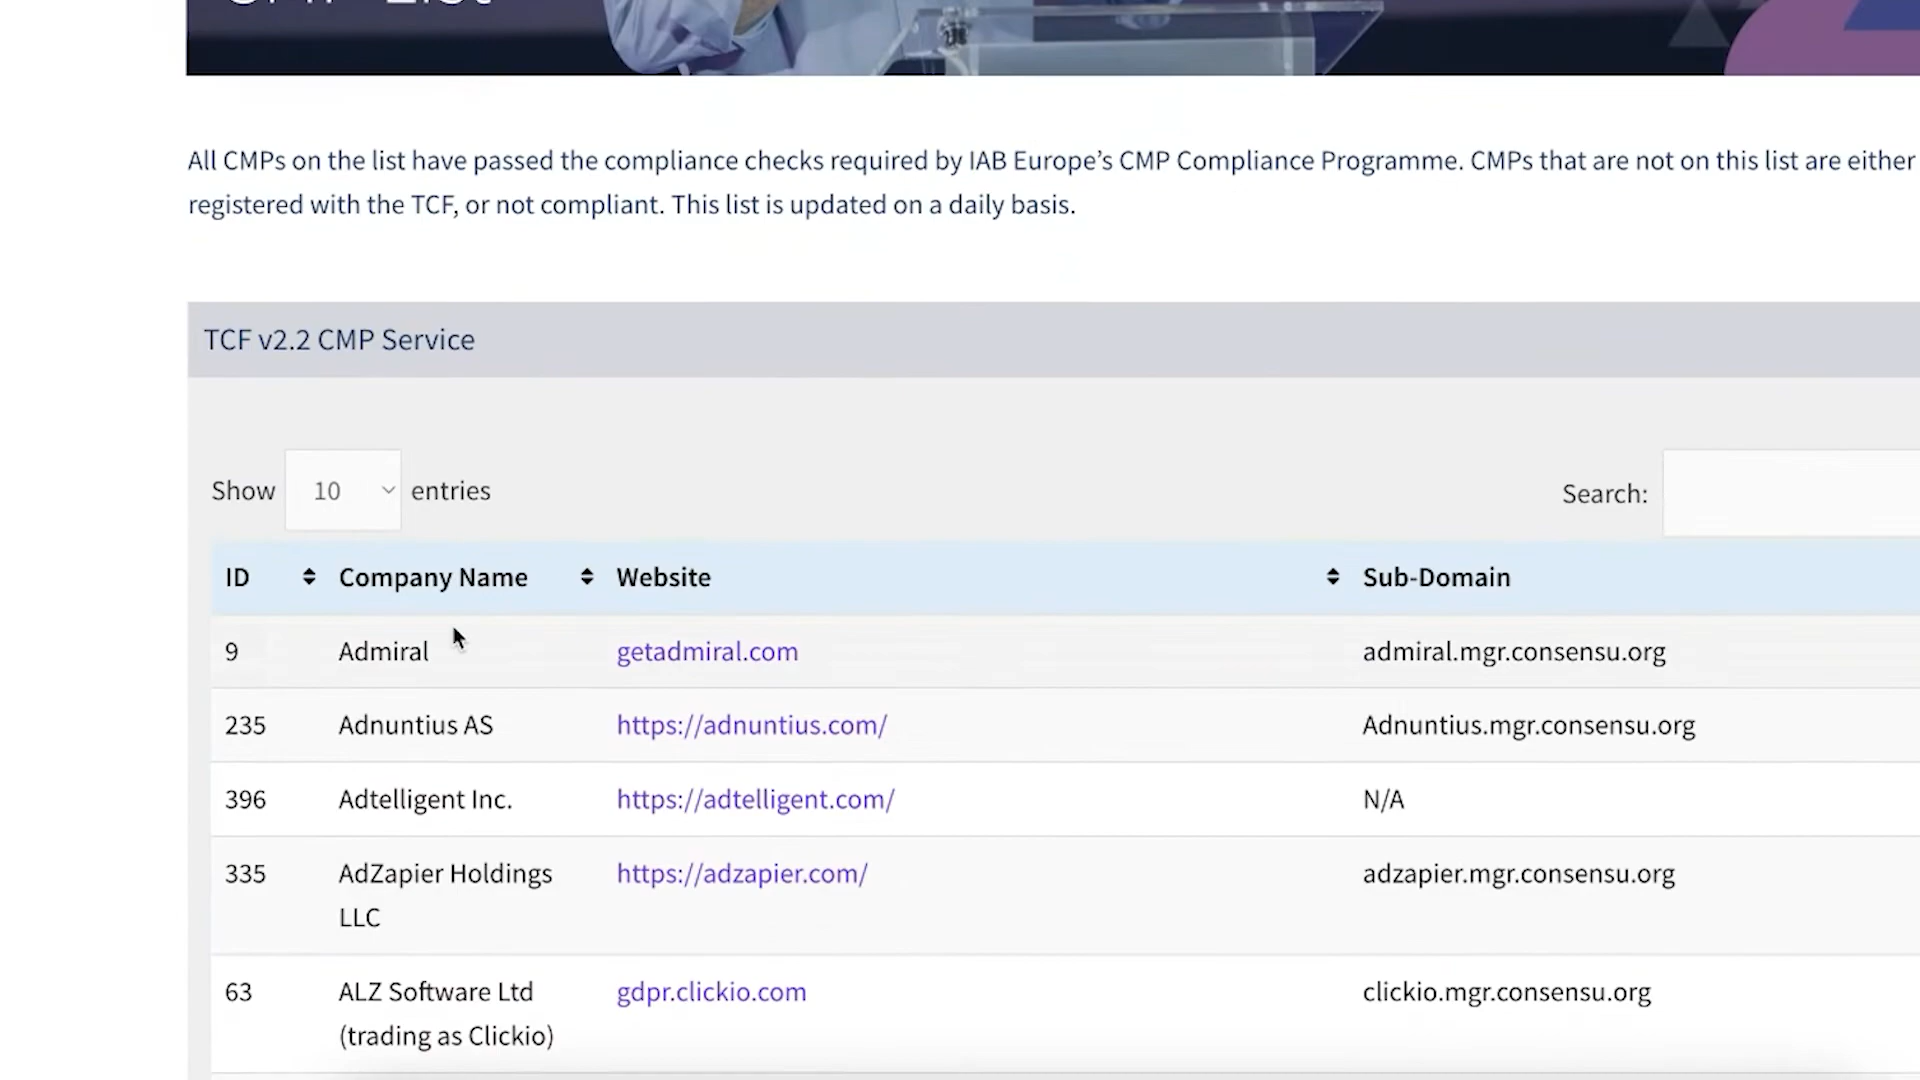 All CMPs on the list have passed the compliance checks required by IAB Europe’s CMP Compliance Programme. CMPs that are not on this list are either
registered with the TCF, or not compliant. This list is updated on a daily basis.
TCF v2.2 CMP Service
Show 10 entries
Search:
ID Company Name Website Sub-Domain
9 Admiral getadmiral.com admiral.mgr.consensu.org
235 Adnuntius AS https://adnuntius.com/ Adnuntius.mgr.consensu.org
396 Adtelligent Inc. https://adtelligent.com/ N/A
335 AdZapier Holdings https://adzapier.com/ adzapier.mgr.consensu.org
LLC
63 ALZ Software Ltd gdpr.clickio.com clickio.mgr.consensu.org
(trading as Clickio)